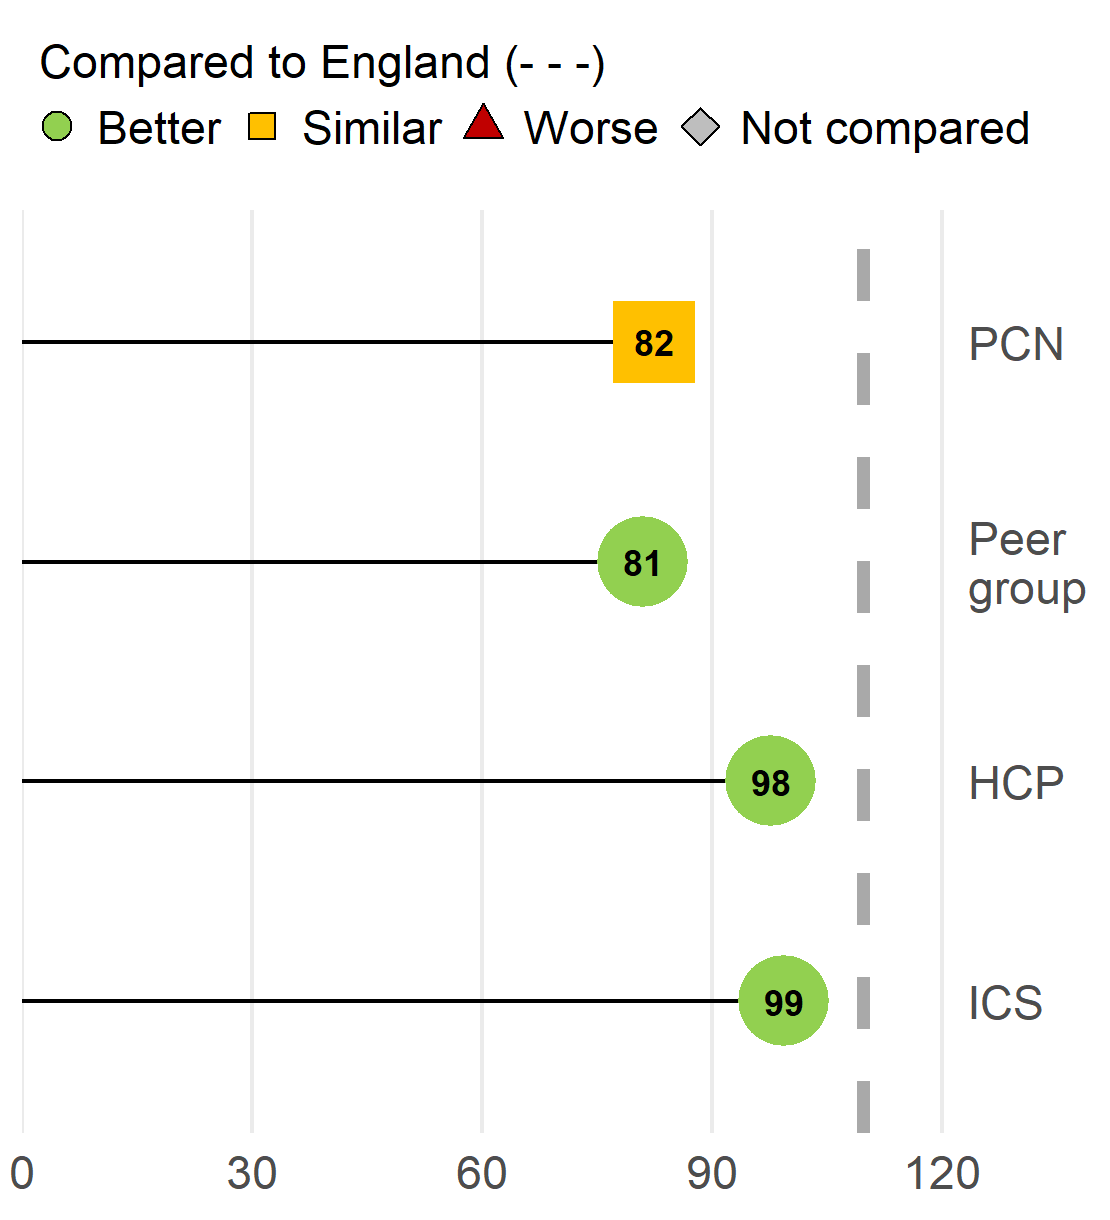 Compared to England (- - -)
Better Similar Worse Not compared
82 PCN
81 Peer
group
98 HCP
99 ICS
0 30 60 90 120